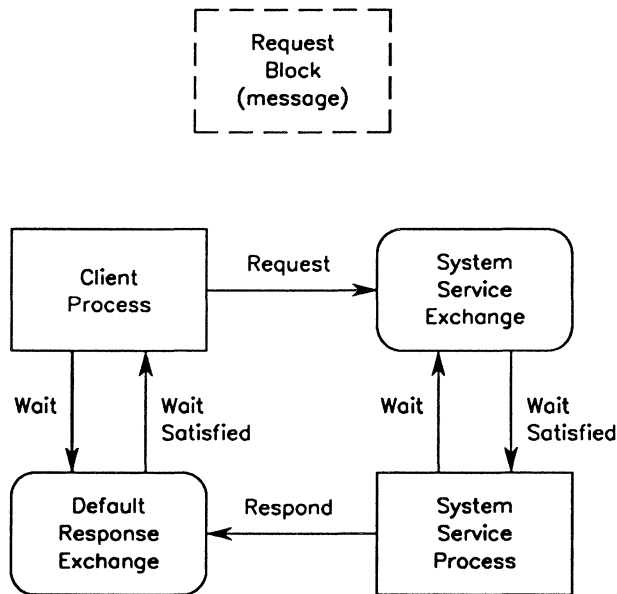 Request
Block
(message)
Client
Process
Request
System
Service
Exchange
Wait
Wait
Satisfied
Wait
Wait
Satisfied
Default
Response
Exchange
Respond
System
Service
Process